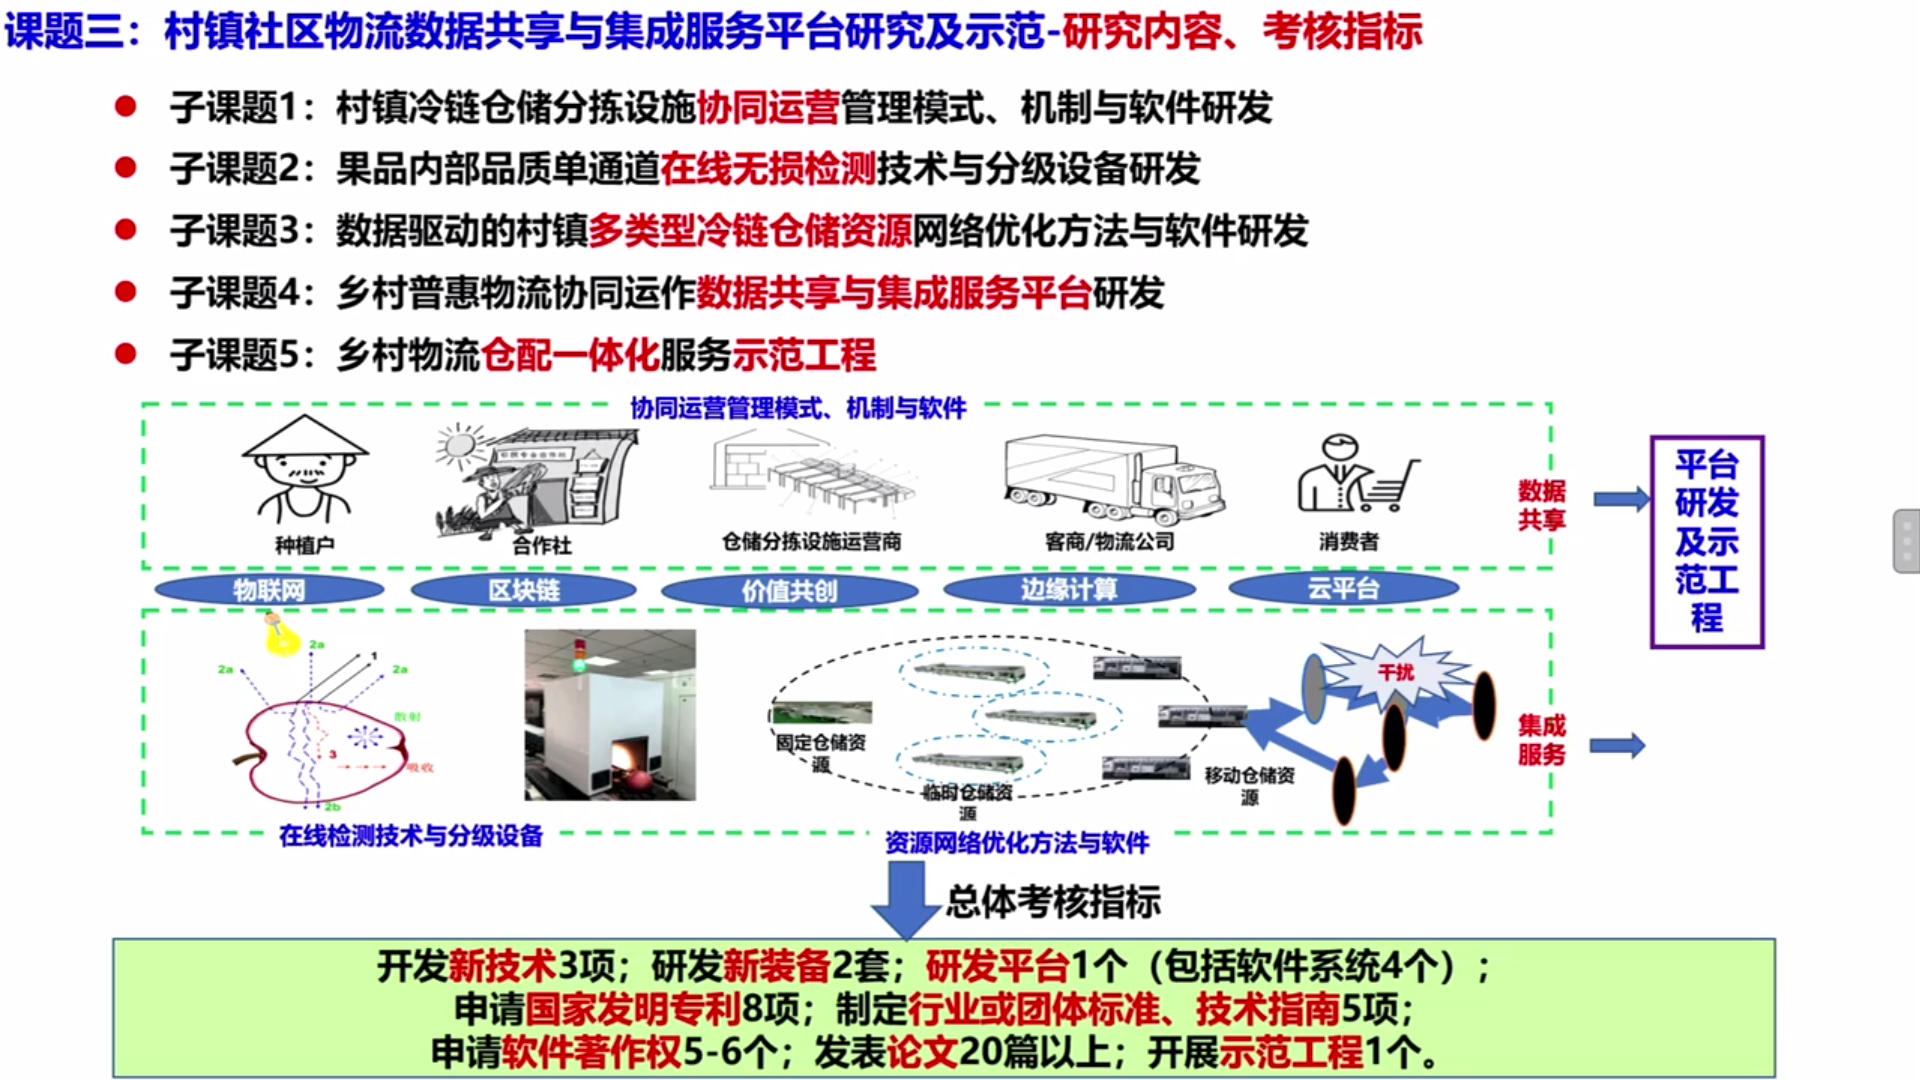 课题三：村镇社区物流数据共享与集成服务平台研究及示范-研究内容、考核指标
子课题1：村镇冷链仓储分拣设施协同运营管理模式、机制与软件研发
子课题2：果品内部品质单通道在线无损检测技术与分级设备研发
子课题3：数据驱动的村镇多类型冷链仓储资源网络优化方法与软件研发
子课题4：乡村普惠物流协同运作数据共享与集成服务平台研发
子课题5：乡村物流仓配一体化服务示范工程
协同运营管理模式、机制与软件
种植户
合作社
仓储分拣设施运营商
客商/物流公司
消费者
数据
共享
平台
研发
及示
范工
程
物联网
区块链
价值共创
边缘计算
云平台
2a
2a
1
2a
散射
3
吸收
2b
固定仓储资
源
临时仓储资
源
移动仓储资
源
干扰
集成
服务
在线检测技术与分级设备
资源网络优化方法与软件
总体考核指标
开发新技术3项；研发新装备2套；研发平台1个（包括软件系统4个）；
申请国家发明专利8项；制定行业或团体标准、技术指南5项；
申请软件著作权5-6个；发表论文20篇以上；开展示范工程1个。